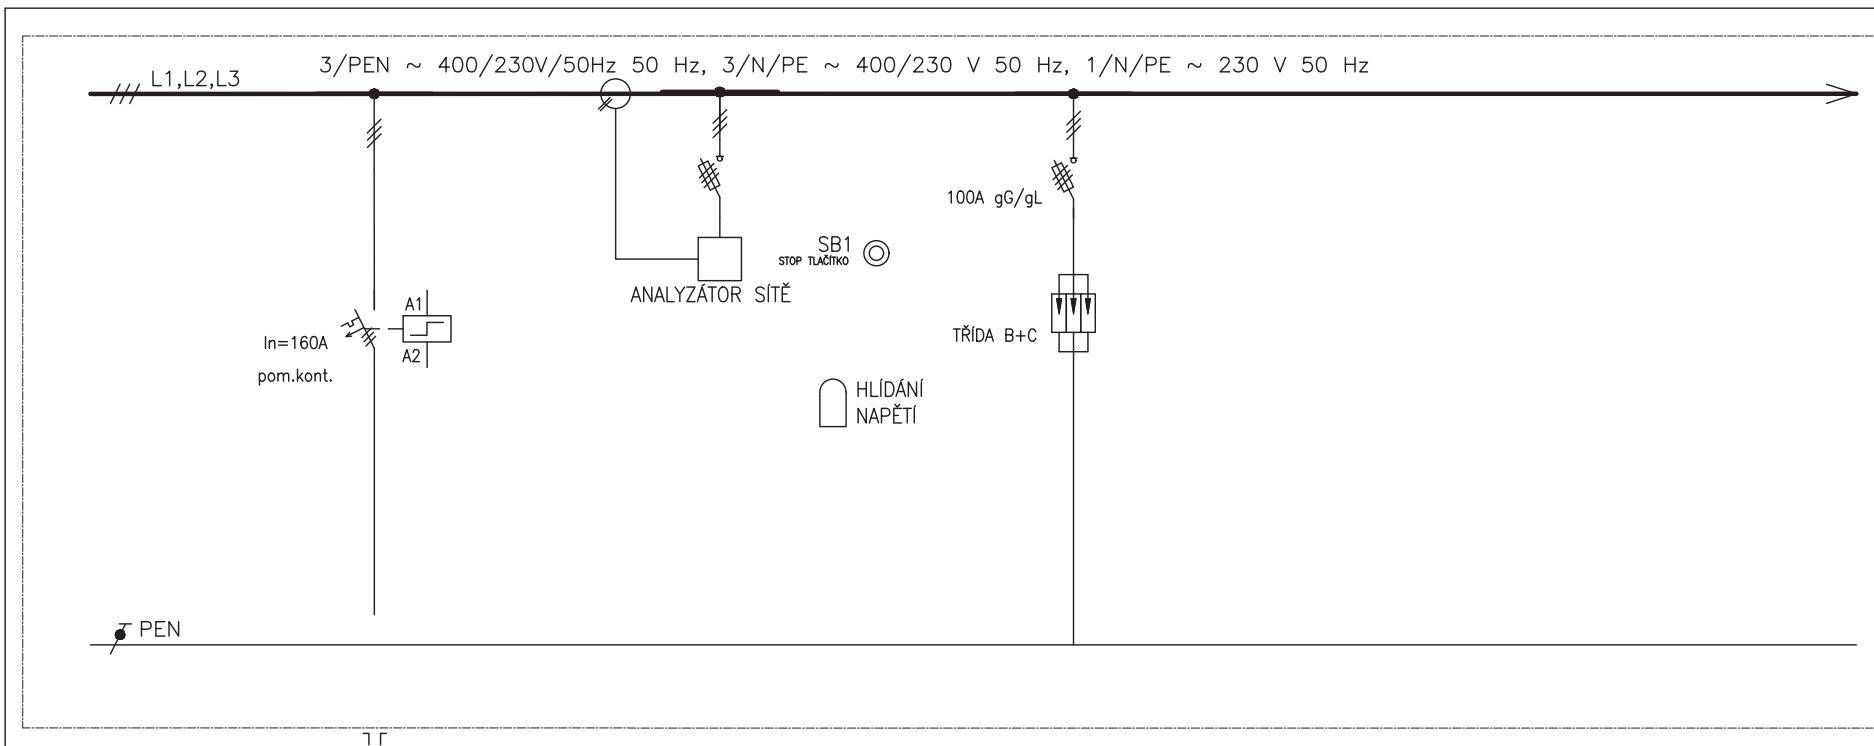 3/PEN ~ 400/230V/50Hz 50 Hz, 3/N/PE ~ 400/230 V 50 Hz, 1/N/PE ~ 230 V 50 Hz
L1,L2,L3
100A gG/gL
SB1
STOP TLAČÍTKO
ANALYZÁTOR SÍTĚ
A1
In=160A
A2
pom.kont.
TŘÍDA B+C
HLÍDÁNÍ
NAPĚTÍ
PEN